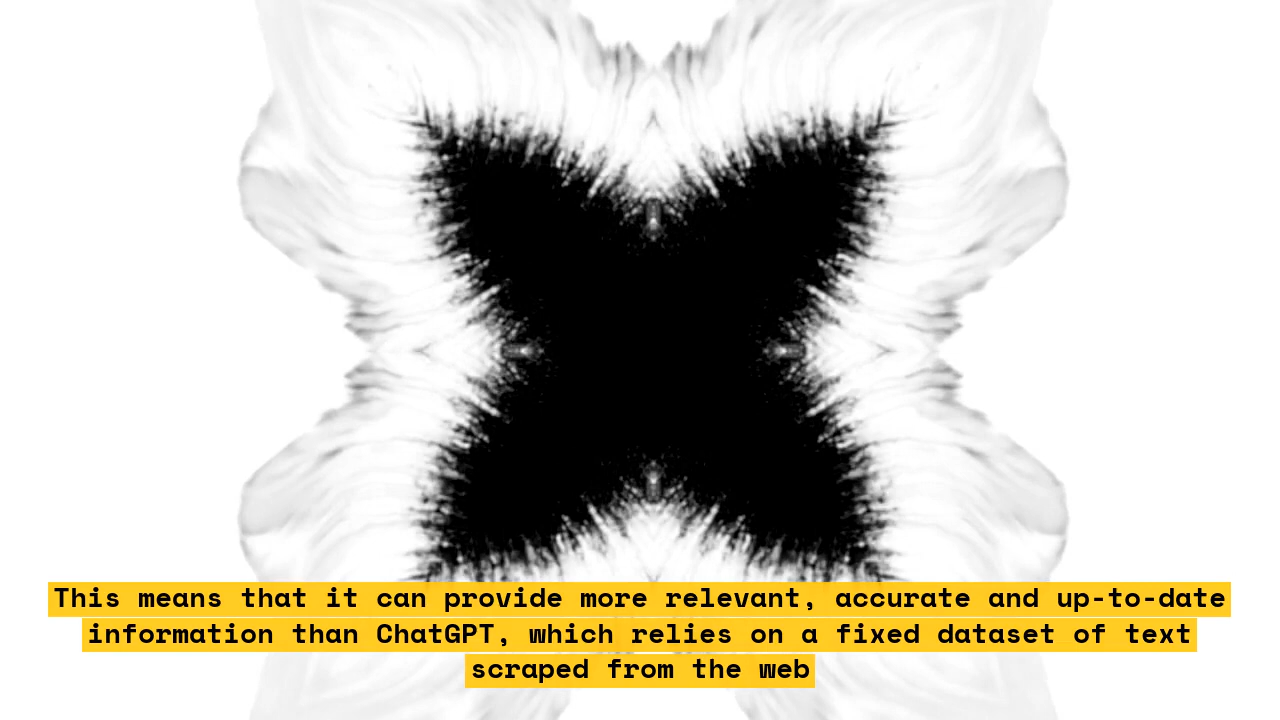 This means that it can provide more relevant, accurate and up-to-date
information than ChatGPT, which relies on a fixed dataset of text
scraped from the web